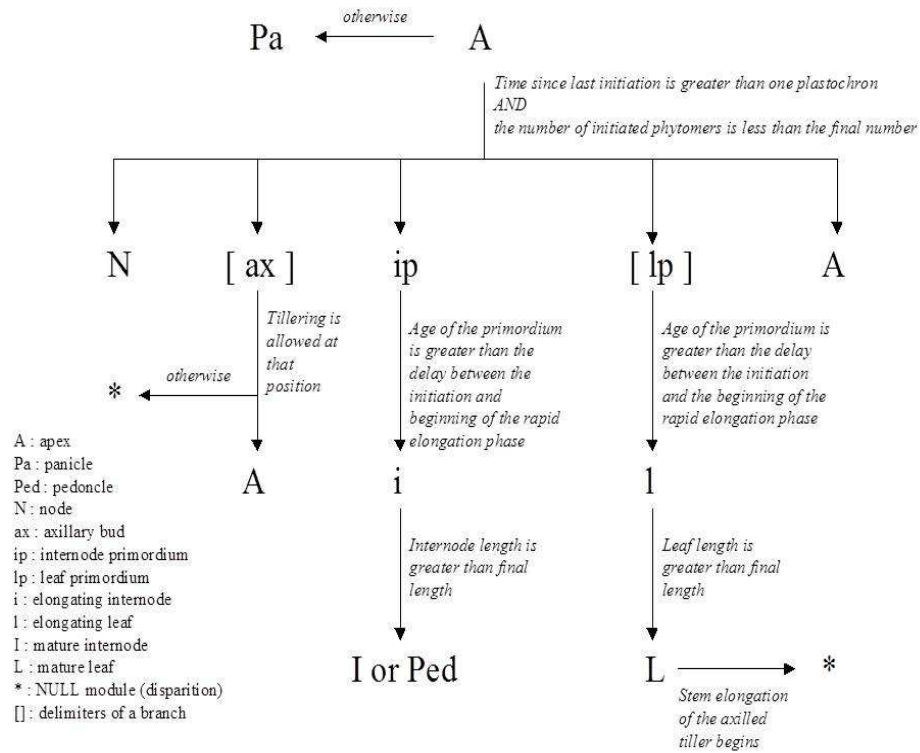 otherwise
Pa A
Time since last initiation is greater than one plastochron
AND
the number of initiated phytomers is less than the final number
N [ ax ] ip [ lp ] A
Tillering is
allowed at
that
position
otherwise
*
Age of the primordium
is greater than the
delay between the
initiation and
beginning of the rapid
elongation phase
Age of the primordium is
greater than the delay
between the initiation
and the beginning of the
rapid elongation phase
A i l
Internode length is
greater than final
length
Leaf length is
greater than final
length
I or Ped L *
Stem elongation
of the axilled
tiller begins
A : apex
Pa : panicle
Ped : pedoncle
N : node
ax : axillary bud
ip : internode primordium
lp : leaf primordium
i : elongating internode
l : elongating leaf
I : mature internode
L : mature leaf
* : NULL module (disparition)
[] : delimiters of a branch